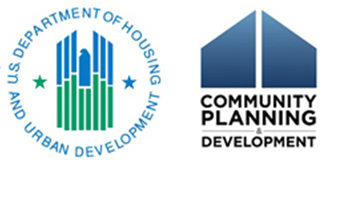 U.S. DEPARTMENT OF HOUSING
AND URBAN DEVELOPMENT
COMMUNITY
PLANNING
&
DEVELOPMENT